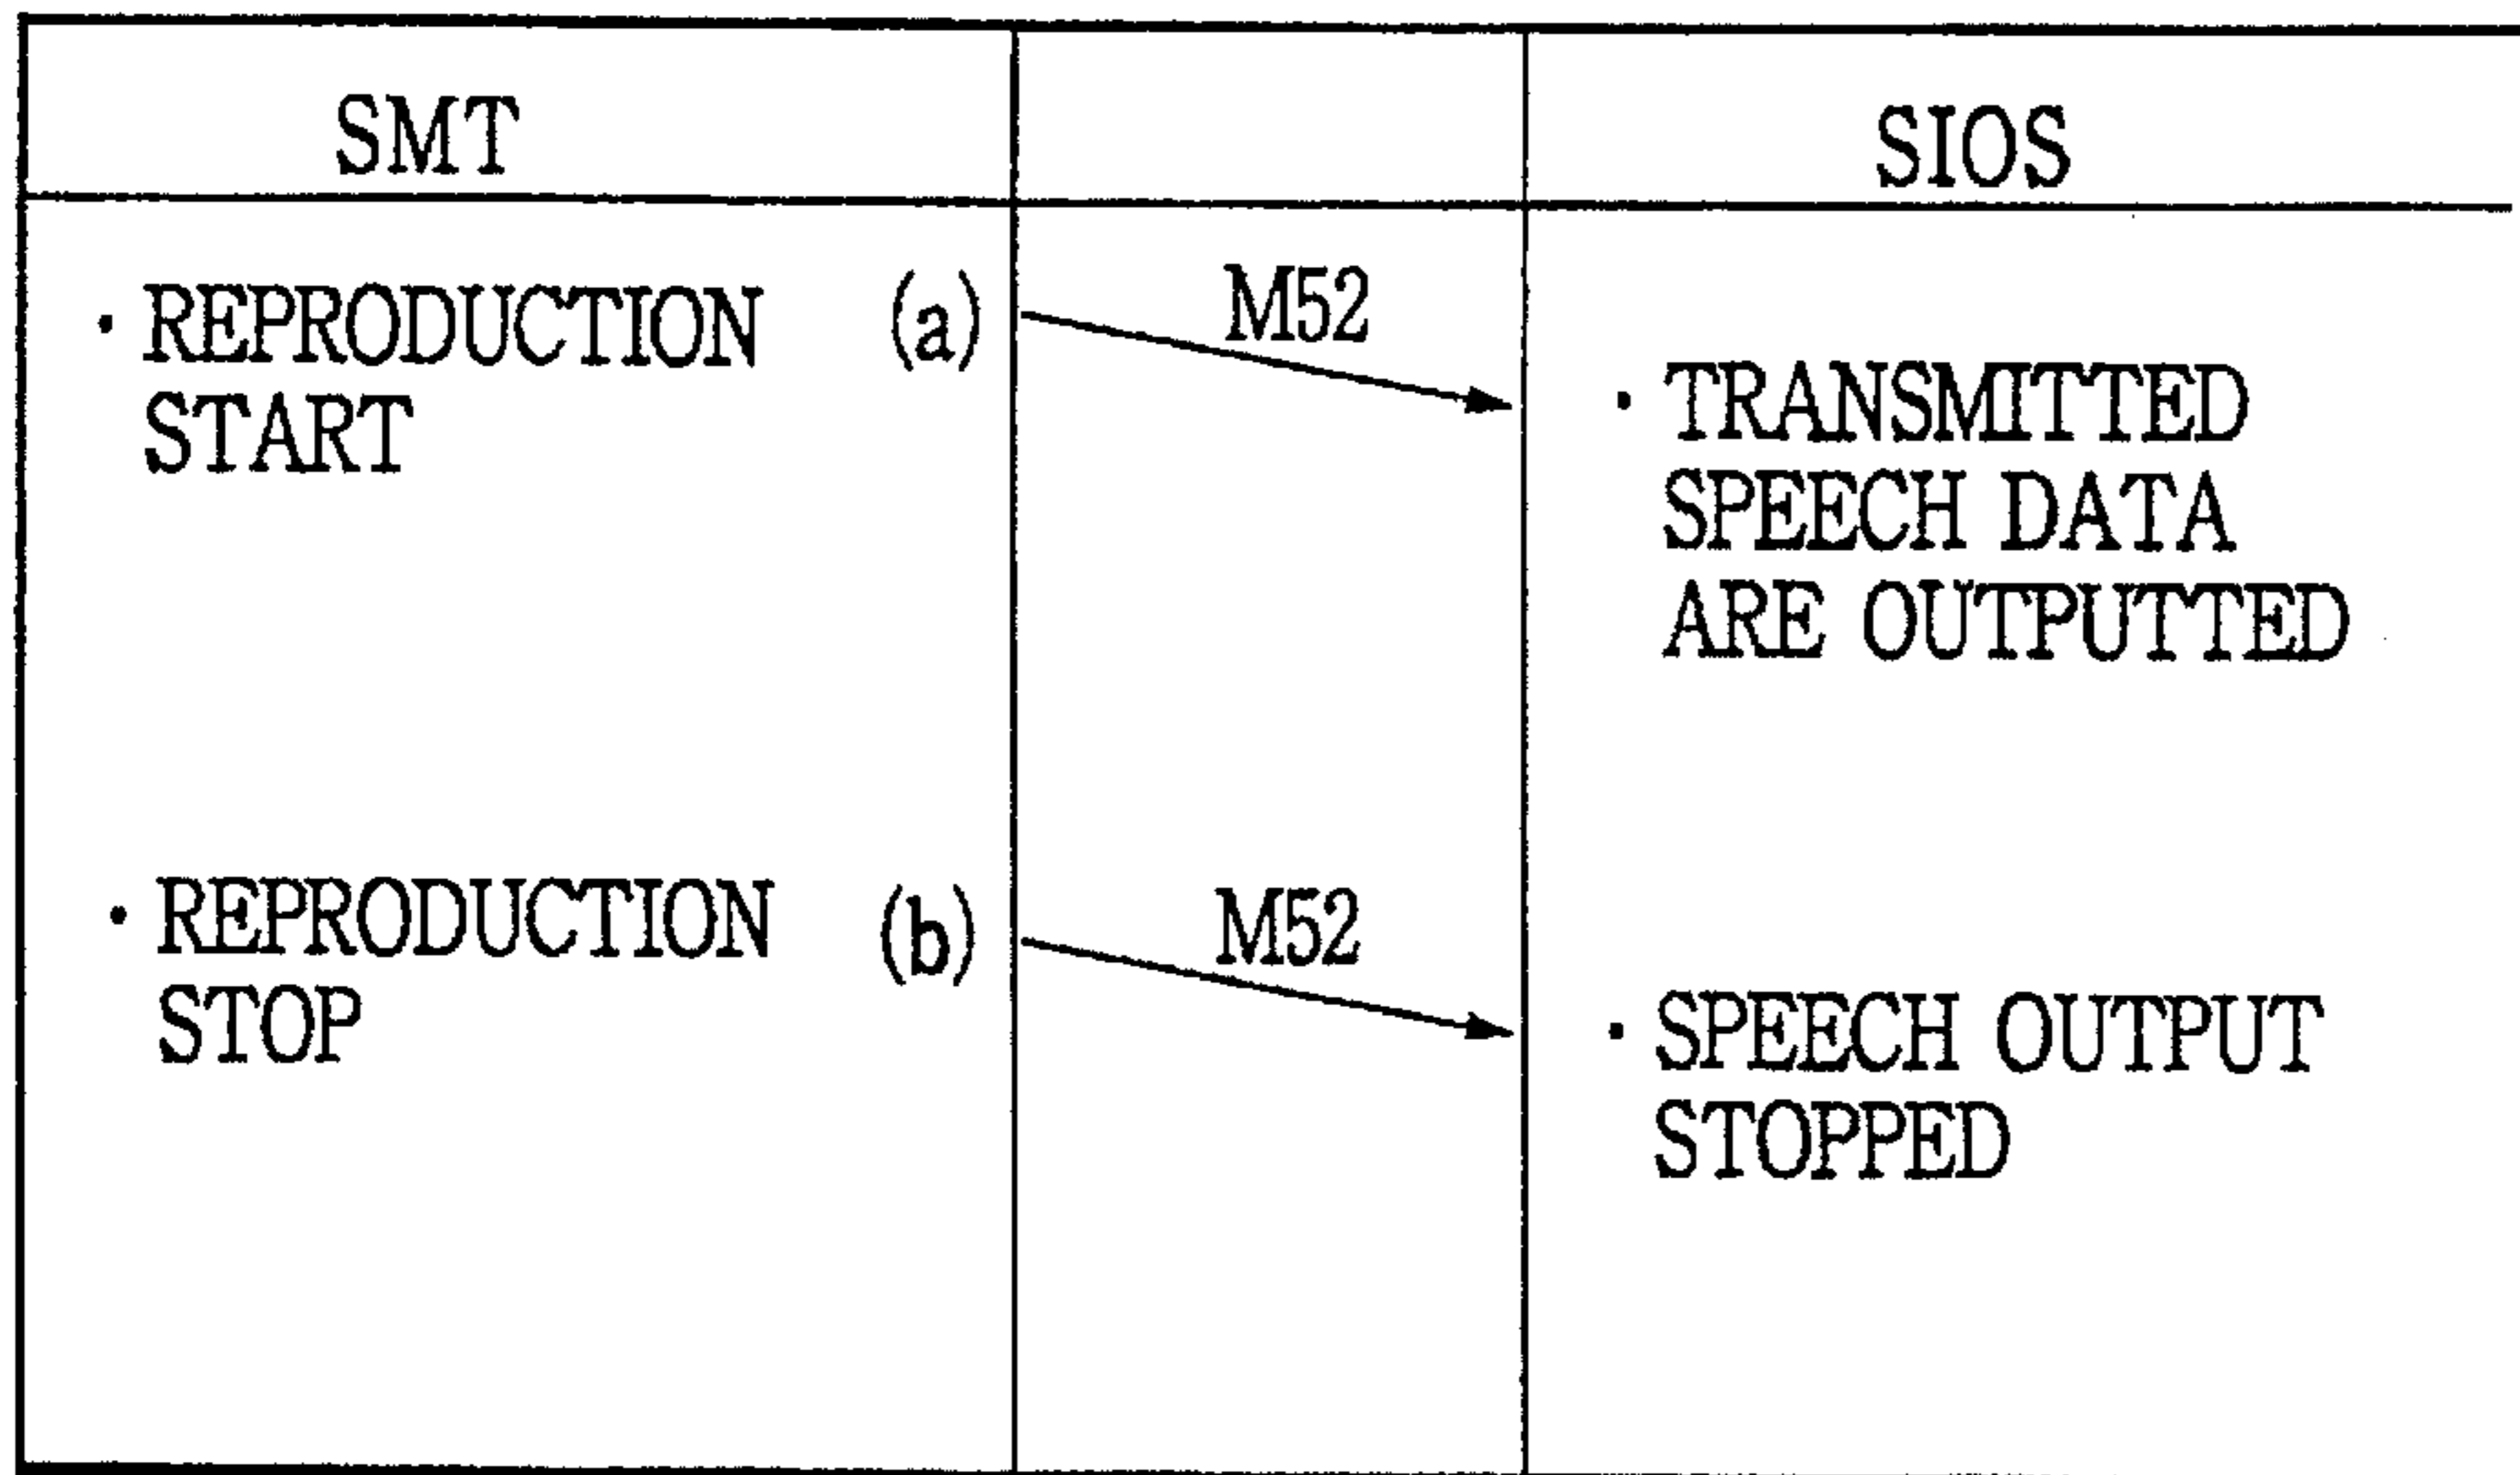 SMT
SIOS
· REPRODUCTION
START
(a)
M52
· TRANSMITTED
SPEECH DATA
ARE OUTPUTTED
· REPRODUCTION
STOP
(b)
M52
· SPEECH OUTPUT
STOPPED